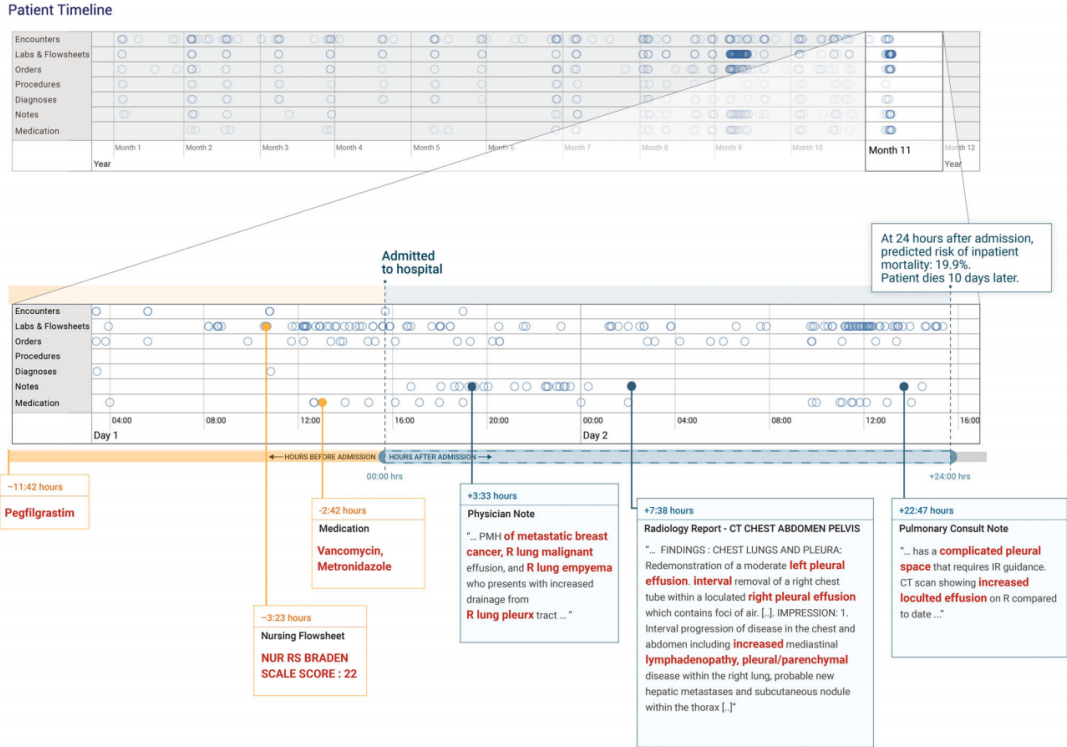 Patient Timeline
Encounters
Labs & Flowsheets
Orders
Procedures
Diagnoses
Notes
Medication
Month 1
Month 2
Month 3
Month 4
Month 5
Month 6
Month 7
Month 8
Month 9
Month 10
Month 11
Month 12
Year
Year
Admitted
to hospital
At 24 hours after admission,
predicted risk of inpatient
mortality: 19.9%.
Patient dies 10 days later.
Encounters
Labs & Flowsheets
Orders
Procedures
Diagnoses
Notes
Medication
04:00
08:00
12:00
16:00
20:00
00:00
04:00
08:00
12:00
16:00
Day 1
Day 2
HOURS BEFORE ADMISSION
HOURS AFTER ADMISSION
00:00 hrs
+24:00 hrs
−11:42 hours
Pegfilgrastim
−3:23 hours
Nursing Flowsheet
NUR RS BRADEN
SCALE SCORE : 22
-2:42 hours
Medication
Vancomycin,
Metronidazole
+3:33 hours
Physician Note
"... PMH of metastatic breast
cancer, R lung malignant
effusion, and R lung empyema
who presents with increased
drainage from
R lung pleurx tract ..."
+7:38 hours
Radiology Report - CT CHEST ABDOMEN PELVIS
"... FINDINGS : CHEST LUNGS AND PLEURA:
Redemonstration of a moderate left pleural
effusion. interval removal of a right chest
tube within a loculated right pleural effusion
which contains foci of air. [..]. IMPRESSION: 1.
Interval progression of disease in the chest and
abdomen including increased mediastinal
lymphadenopathy, pleural/parenchymal
disease within the right lung, probable new
hepatic metastases and subcutaneous nodule
within the thorax [..]"
+22:47 hours
Pulmonary Consult Note
"... has a complicated pleural
space that requires IR guidance.
CT scan showing increased
loculted effusion on R compared
to date ..."